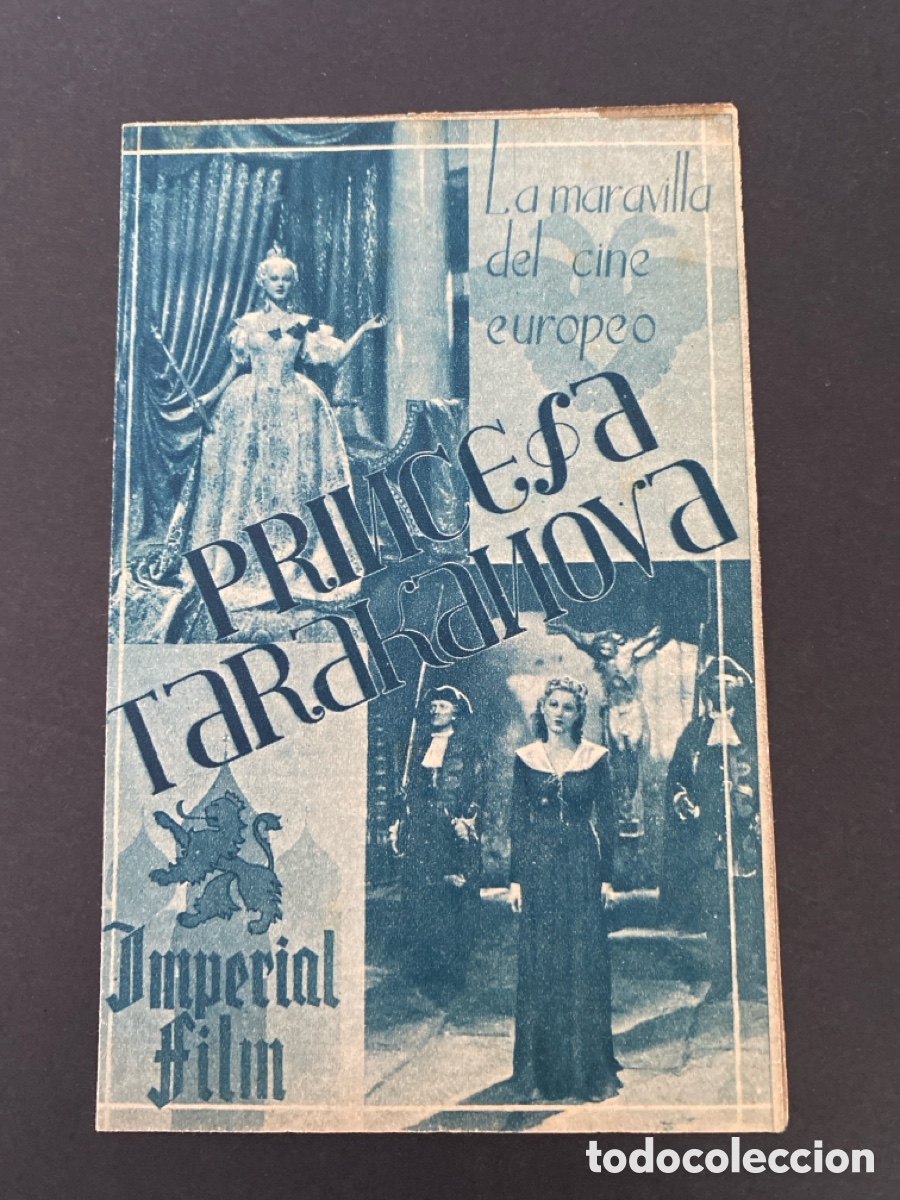 La maravilla
del cine
europeo
PRINCESA
TARAKANOVA
Imperial
Film
todocoleccion